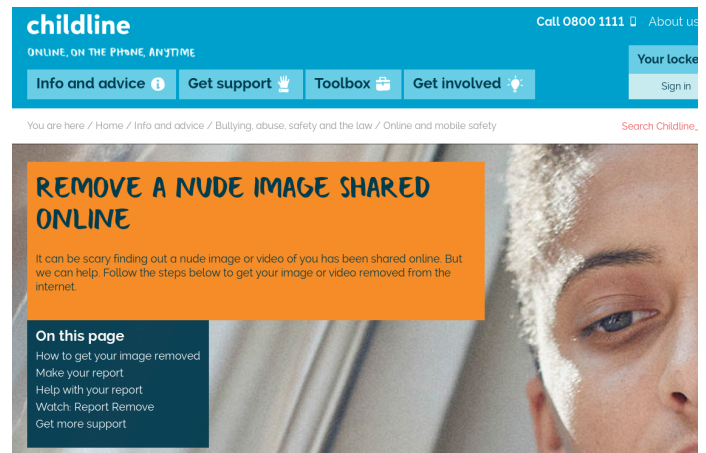 childline
ONLINE, ON THE PHONE, ANYTIME
Call 0800 1111
About us
Your locke
Sign in
Info and advice
Get support
Toolbox
Get involved
You are here / Home / Info and advice / Bullying, abuse, safety and the law / Online and mobile safety
Search Childline,
REMOVE A NUDE IMAGE SHARED
ONLINE
It can be scary finding out a nude image or video of you has been shared online. But
we can help. Follow the steps below to get your image or video removed from the
internet.
On this page
How to get your image removed
Make your report
Help with your report
Watch: Report Remove
Get more support